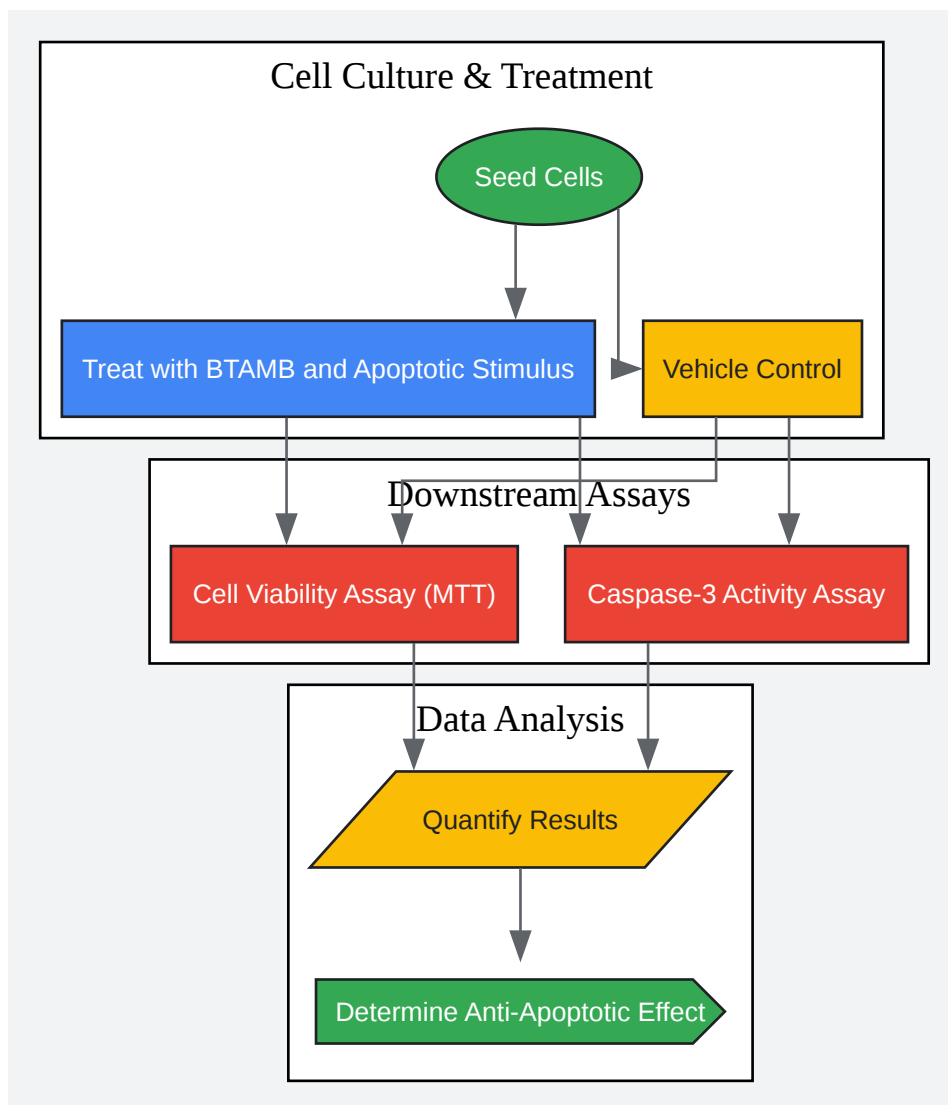 Cell Culture & Treatment
Seed Cells
Treat with BTAMB and Apoptotic Stimulus
Vehicle Control
Downstream Assays
Cell Viability Assay (MTT)
Caspase-3 Activity Assay
Data Analysis
Quantify Results
Determine Anti-Apoptotic Effect